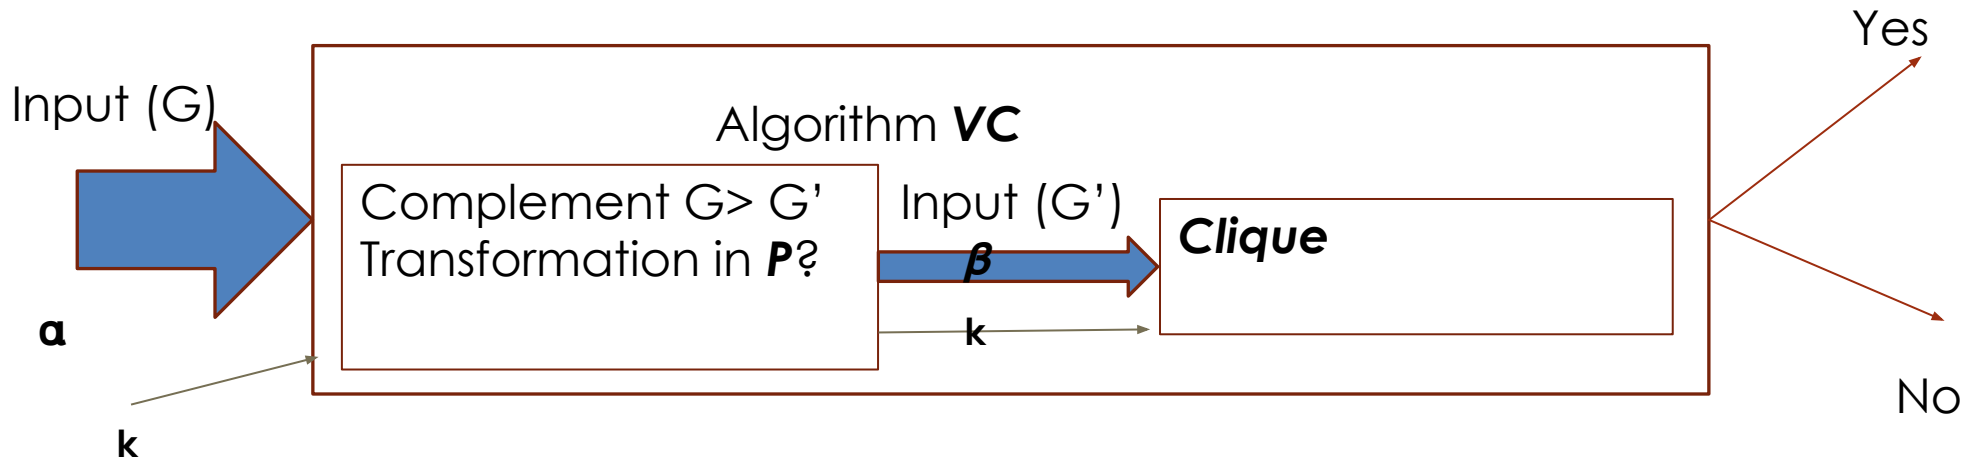 Yes
Input (G)
Algorithm VC
Complement G> G’
Transformation in P?
Input (G’)
β
k
Clique
α
k
No